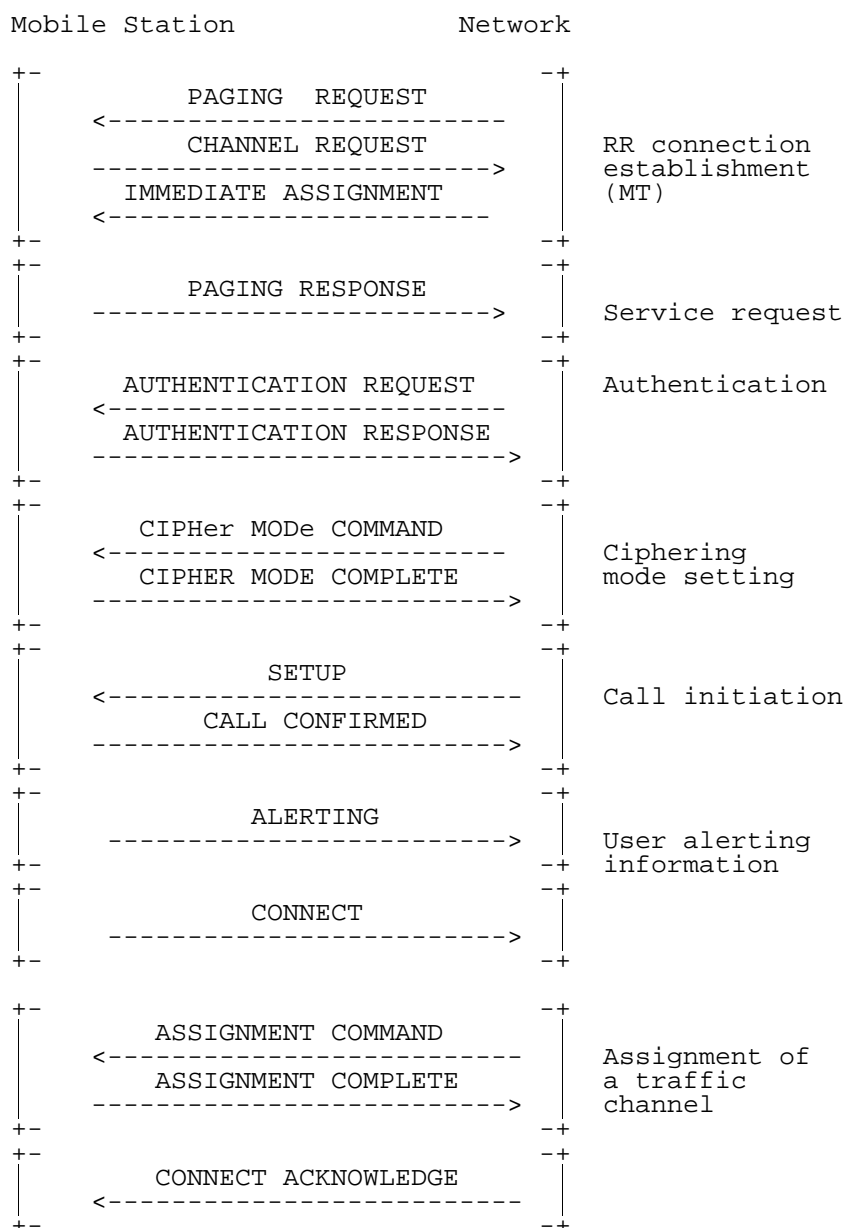 Mobile Station Network
PAGING REQUEST
CHANNEL REQUEST
RR connection
establishment
IMMEDIATE ASSIGNMENT
(MT)
PAGING RESPONSE
Service request
AUTHENTICATION REQUEST
Authentication
AUTHENTICATION RESPONSE
CIPHer MODe COMMAND
Ciphering
CIPHER MODE COMPLETE
mode setting
SETUP
Call initiation
CALL CONFIRMED
ALERTING
User alerting
information
CONNECT
ASSIGNMENT COMMAND
Assignment of
ASSIGNMENT COMPLETE
a traffic
channel
CONNECT ACKNOWLEDGE